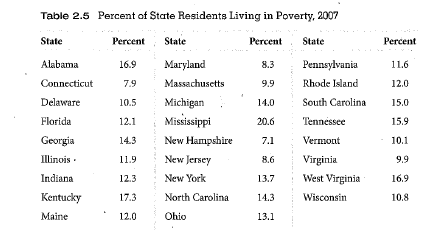 Table 2.5 Percent of State Residents Living in Poverty, 2007
State Percent State Percent State Percent
Alabama 16.9 Maryland 8.3 Pennsylvania 11.6
Connecticut 7.9 Massachusetts 9.9 Rhode Island 12.0
Delaware 10.5 Michigan 14.0 South Carolina 15.0
Florida 12.1 Mississippi 20.6 Tennessee 15.9
Georgia 14.3 New Hampshire 7.1 Vermont 10.1
Illinois 11.9 New Jersey 8.6 Virginia 9.9
Indiana 12.3 New York 13.7 West Virginia 16.9
Kentucky 17.3 North Carolina 14.3 Wisconsin 10.8
Maine 12.0 Ohio 13.1